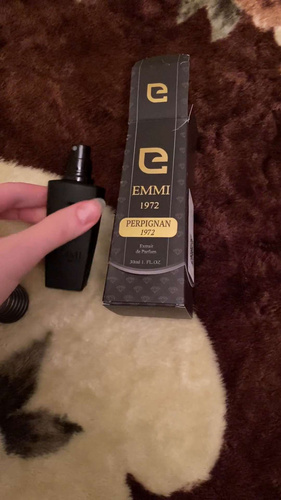 EMMI
1972
PERPIGNAN
1972
Extrait
de Parfum
30ml 1. FL.OZ